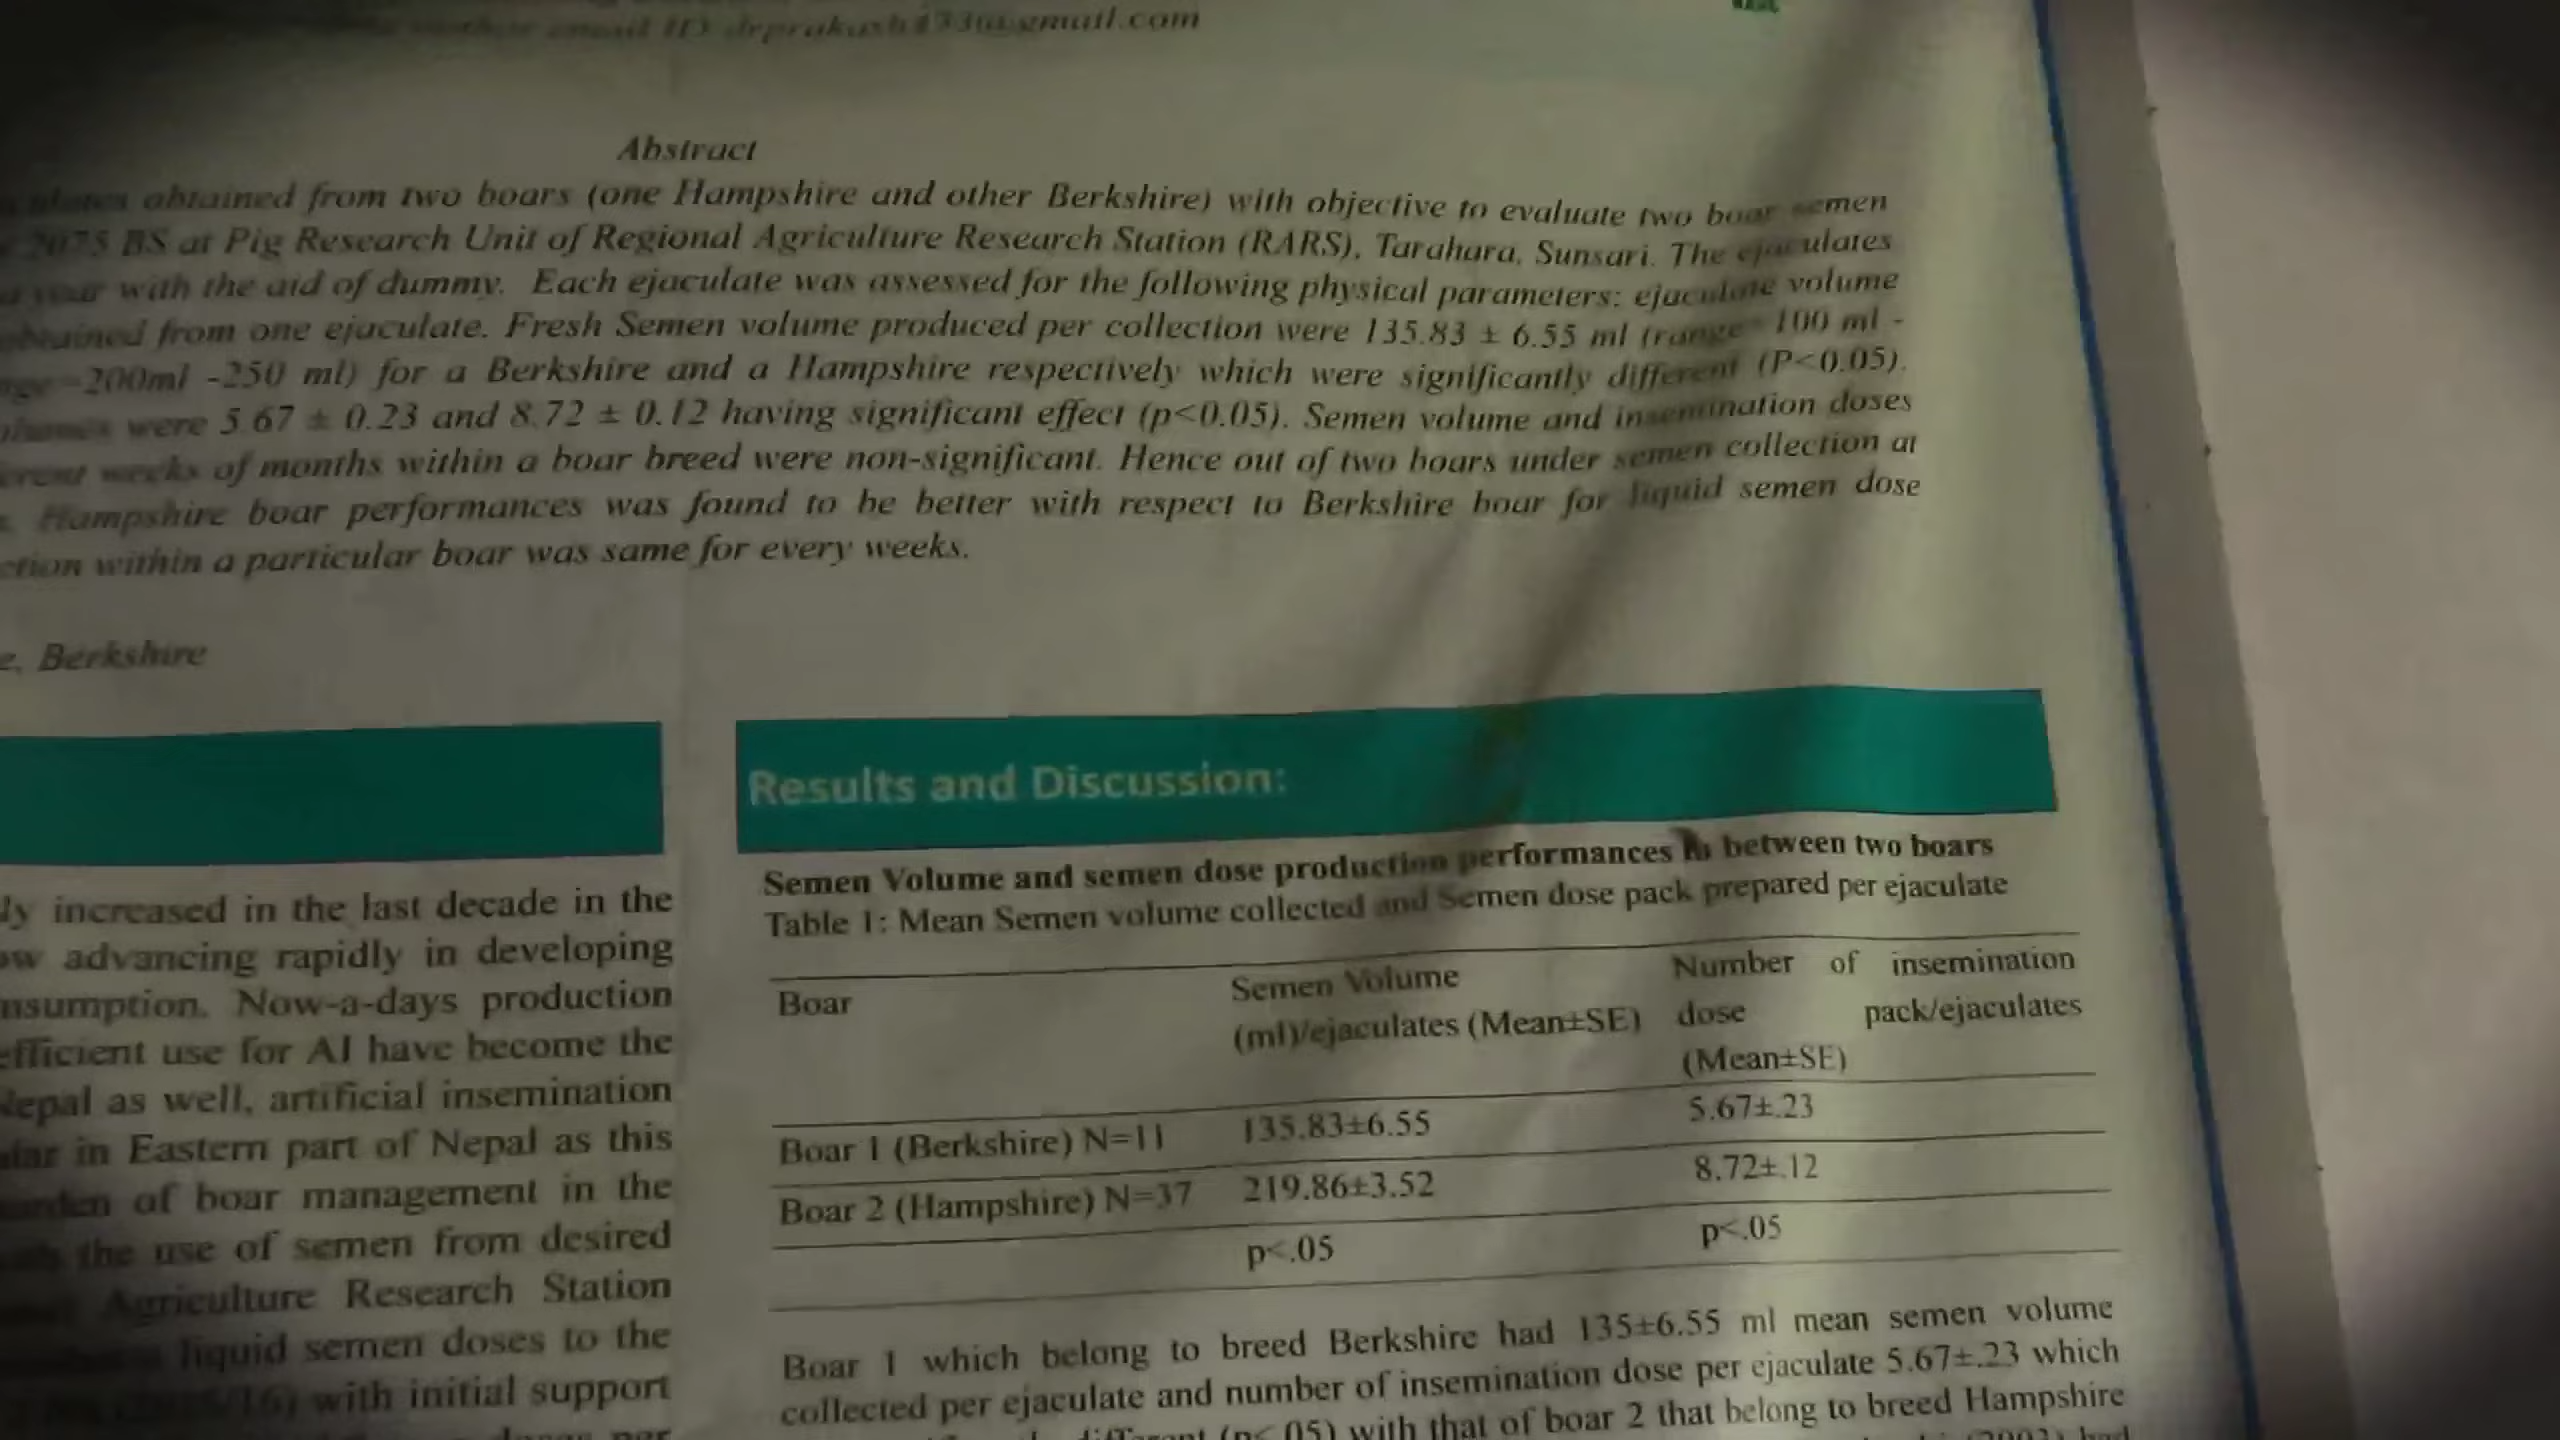 email ID drprakash433@gmail.com
Abstract
obtained from two boars (one Hampshire and other Berkshire) with objective to evaluate two boar semen
2075 BS at Pig Research Unit of Regional Agriculture Research Station (RARS), Tarahara, Sunsari. The ejaculates
year with the aid of dummy. Each ejaculate was assessed for the following physical parameters: ejaculate volume
obtained from one ejaculate. Fresh Semen volume produced per collection were 135.83 ± 6.55 ml (range= 100 ml -
=200ml -250 ml) for a Berkshire and a Hampshire respectively which were significantly different (P<0.05).
were 5.67 ± 0.23 and 8.72 ± 0.12 having significant effect (p<0.05). Semen volume and insemination doses
weeks of months within a boar breed were non-significant. Hence out of two boars under semen collection at
Hampshire boar performances was found to be better with respect to Berkshire boar for liquid semen dose
within a particular boar was same for every weeks.
e, Berkshire
Results and Discussion:
Semen Volume and semen dose production performances in between two boars
Table 1: Mean Semen volume collected and Semen dose pack prepared per ejaculate
Boar Semen Volume (ml)/ejaculates (Mean±SE) Number of insemination dose pack/ejaculates (Mean±SE)
Boar 1 (Berkshire) N=11 135.83±6.55 5.67±.23
Boar 2 (Hampshire) N=37 219.86±3.52 8.72±.12
p<.05 p<.05
Boar 1 which belong to breed Berkshire had 135±6.55 ml mean semen volume
collected per ejaculate and number of insemination dose per ejaculate 5.67±.23 which
different (p<.05) with that of boar 2 that belong to breed Hampshire
ly increased in the last decade in the
ow advancing rapidly in developing
nsumption. Now-a-days production
efficient use for AI have become the
Nepal as well, artificial insemination
in Eastern part of Nepal as this
of boar management in the
the use of semen from desired
Agriculture Research Station
liquid semen doses to the
with initial support